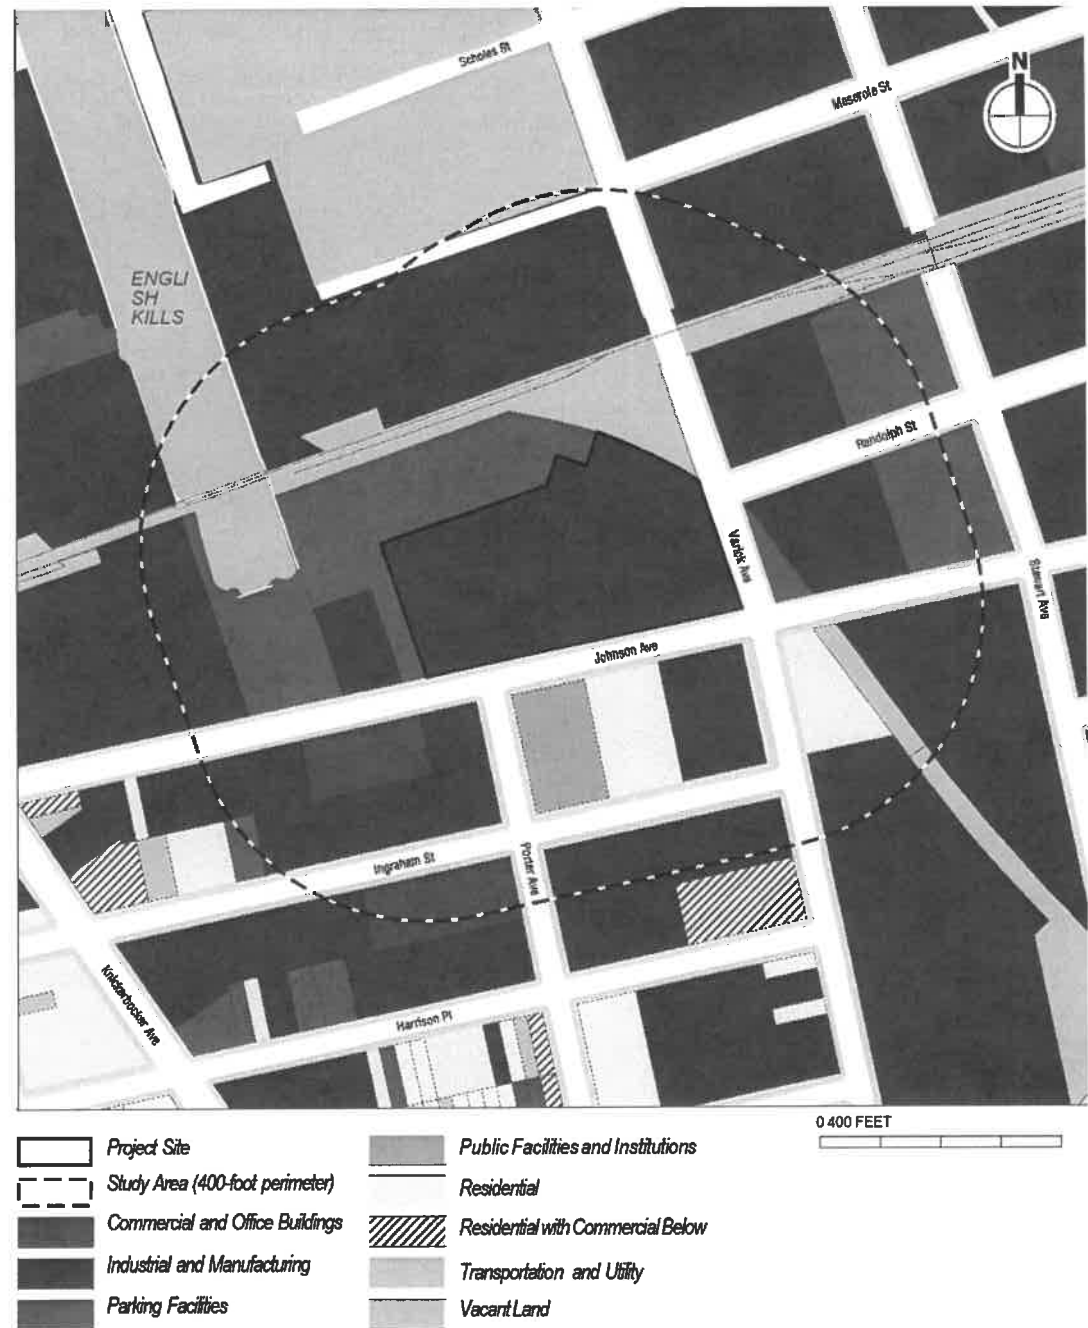 Scholes St
N
Meserole St
ENGLI
SH
KILLS
Randolph St
Varick Ave
Stewart Ave
Johnson Ave
Ingraham St
Porter Ave
Knickerbocker Ave
Harrison Pl
0 400 FEET
Project Site
Study Area (400-foot perimeter)
Commercial and Office Buildings
Industrial and Manufacturing
Parking Facilities
Public Facilities and Institutions
Residential
Residential with Commercial Below
Transportation and Utility
Vacant Land